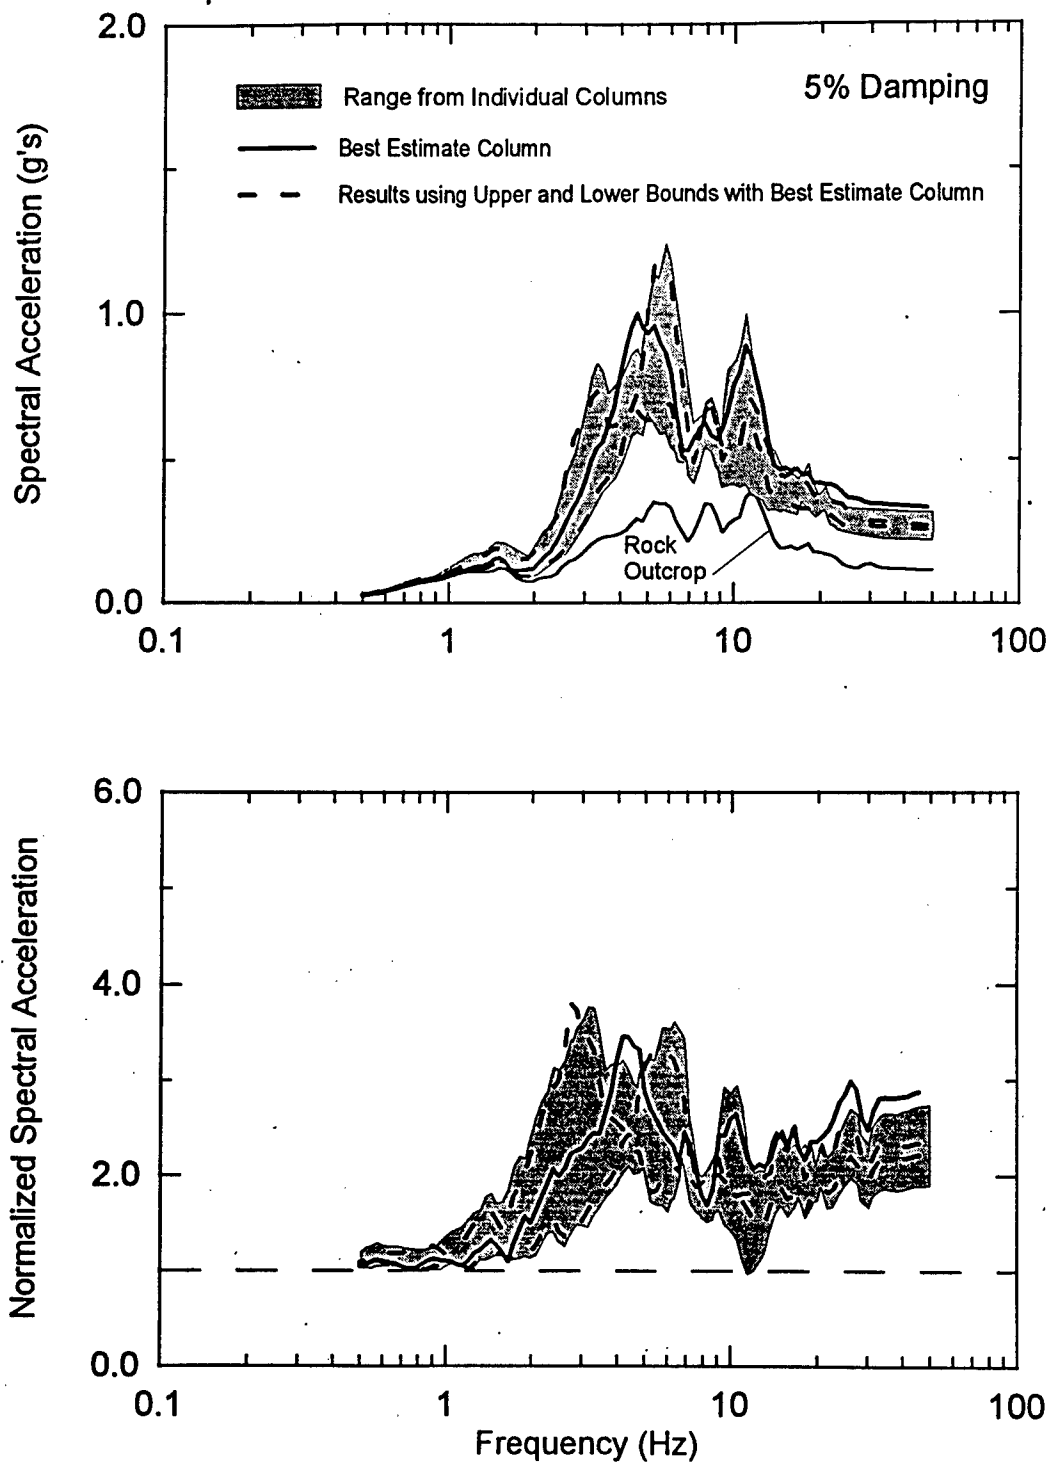 2.0
Range from Individual Columns
5% Damping
Best Estimate Column
Results using Upper and Lower Bounds with Best Estimate Column
Spectral Acceleration (g's)
1.0
Rock
Outcrop
0.0
0.1
1
10
100
6.0
Normalized Spectral Acceleration
4.0
2.0
0.0
0.1
1
10
100
Frequency (Hz)